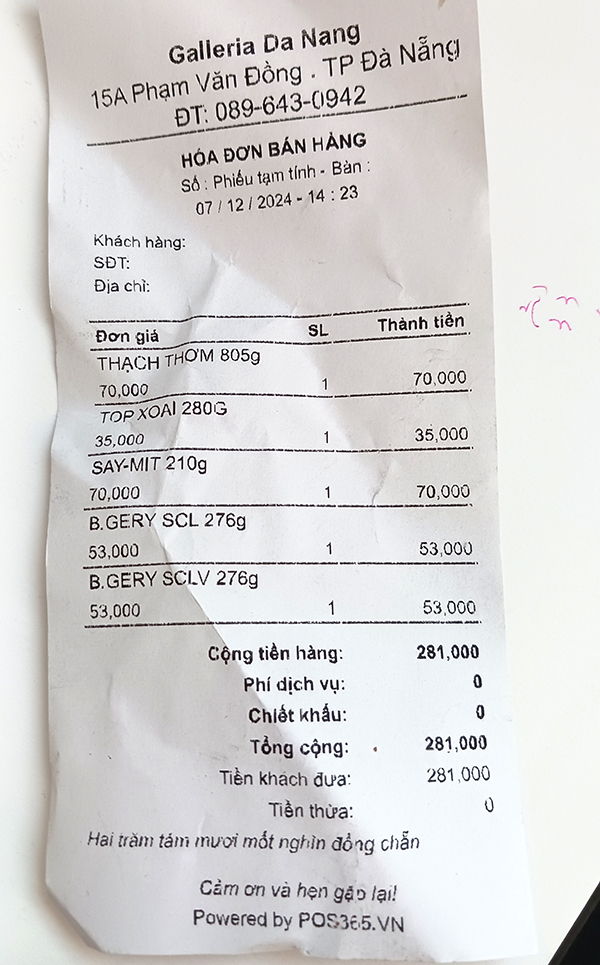 Galleria Da Nang
15A Phạm Văn Đồng . TP Đà Nẵng
ĐT: 089-643-0942
HÓA ĐƠN BÁN HÀNG
Số : Phiếu tạm tính - Bàn :
07 / 12 / 2024 - 14 : 23
Khách hàng:
SĐT:
Địa chỉ:
Đơn giá SL Thành tiền
THẠCH THƠM 805g
70,000 1 70,000
TOP XOAI 280G
35,000 1 35,000
SAY-MIT 210g
70,000 1 70,000
B.GERY SCL 276g
53,000 1 53,000
B.GERY SCLV 276g
53,000 1 53,000
Cộng tiền hàng: 281,000
Phí dịch vụ: 0
Chiết khấu: 0
Tổng cộng: 281,000
Tiền khách đưa: 281,000
Tiền thừa: 0
Hai trăm tám mươi mốt nghìn đồng chẵn
Cảm ơn và hẹn gặp lại!
Powered by POS365.VN